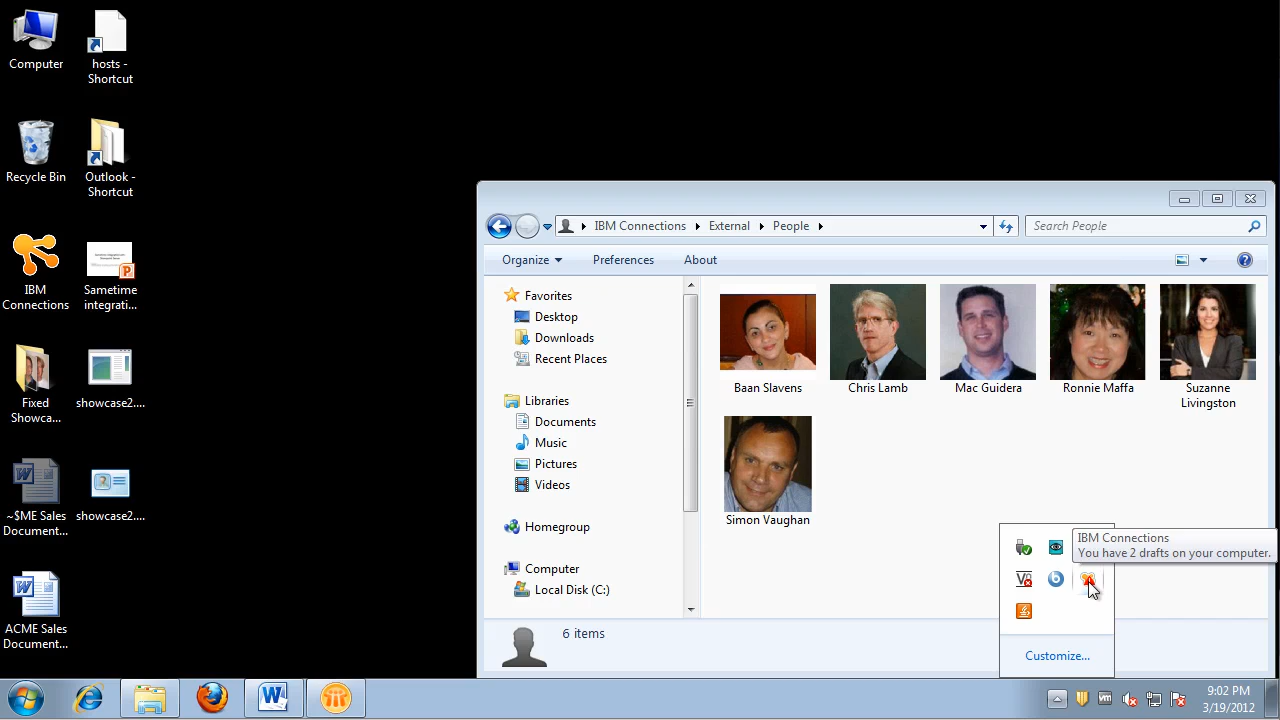 Computer
hosts -
Shortcut
Recycle Bin
Outlook -
Shortcut
IBM
Connections
Sametime
integrati...
Fixed
Showca...
showcase2....
~$ME Sales
Document...
showcase2....
ACME Sales
Document...
IBM Connections
External
People
Search People
Organize
Preferences
About
Favorites
Desktop
Downloads
Recent Places
Libraries
Documents
Music
Pictures
Videos
Homegroup
Computer
Local Disk (C:)
Baan Slavens
Chris Lamb
Mac Guidera
Ronnie Maffa
Suzanne
Livingston
Simon Vaughan
6 items
IBM Connections
You have 2 drafts on your computer.
Customize...
9:02 PM
3/19/2012